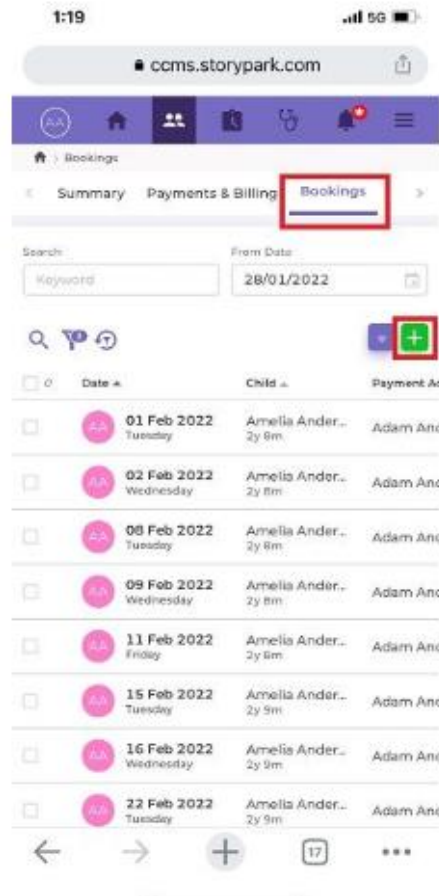 1:19 5G
ccms.storypark.com
AA
Bookings
Summary Payments & Billing Bookings
Search From Date
Keyword 28/01/2022
Date Child Payment Ac
AA 01 Feb 2022 Amelia Ander... Adam And
Tuesday 2y 8m
AA 02 Feb 2022 Amelia Ander... Adam And
Wednesday 2y 8m
AA 08 Feb 2022 Amelia Ander... Adam And
Tuesday 2y 8m
AA 09 Feb 2022 Amelia Ander... Adam And
Wednesday 2y 8m
AA 11 Feb 2022 Amelia Ander... Adam And
Friday 2y 8m
AA 15 Feb 2022 Amelia Ander... Adam And
Tuesday 2y 9m
AA 16 Feb 2022 Amelia Ander... Adam And
Wednesday 2y 9m
AA 22 Feb 2022 Amelia Ander... Adam And
Tuesday 2y 9m
17